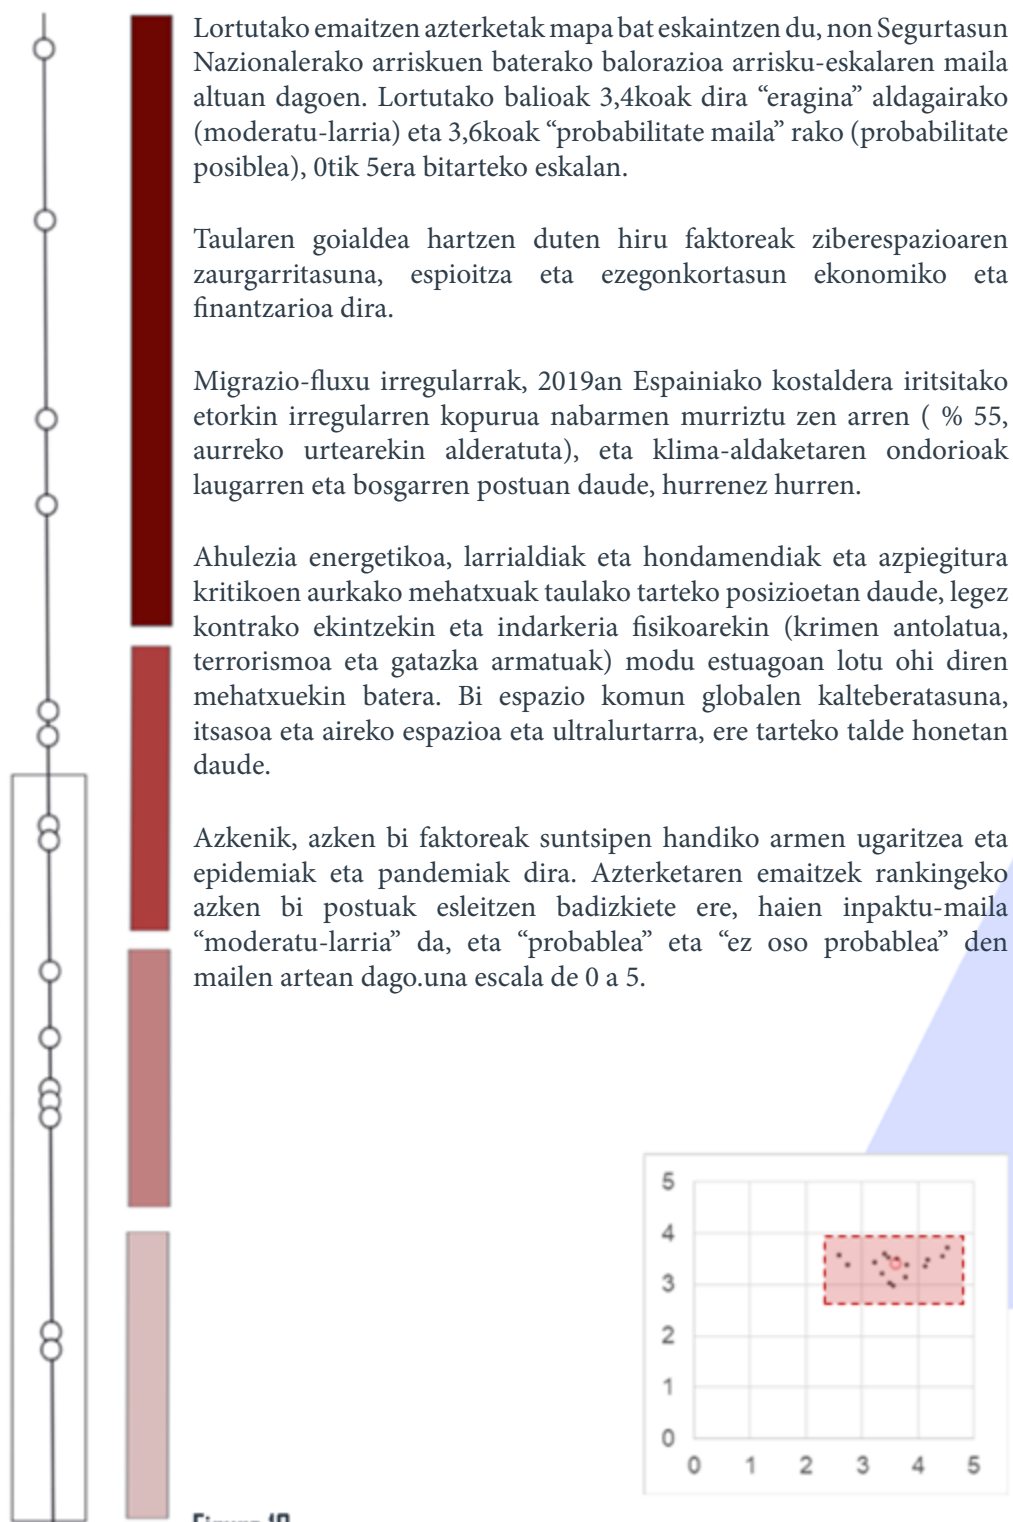 Lortutako emaitzen azterketak mapa bat eskaintzen du, non Segurtasun
Nazionalerako arriskuen baterako balorazioa arrisku-eskalaren maila
altuan dagoen. Lortutako balioak 3,4koak dira “eragina” aldagairako
(moderatu-larria) eta 3,6koak “probabilitate maila” rako (probabilitate
posiblea), 0tik 5era bitarteko eskalan.
Taularen goialdea hartzen duten hiru faktoreak ziberespazioaren
zaurgarritasuna, espioitza eta ezegonkortasun ekonomiko eta
finantzarioa dira.
Migrazio-fluxu irregularrak, 2019an Espainiako kostaldera iritsitako
etorkin irregularren kopurua nabarmen murriztu zen arren ( % 55,
aurreko urtearekin alderatuta), eta klima-aldaketaren ondorioak
laugarren eta bosgarren postuan daude, hurrenez hurren.
Ahulezia energetikoa, larrialdiak eta hondamendiak eta azpiegitura
kritikoen aurkako mehatxuak taulako tarteko posizioetan daude, legez
kontrako ekintzekin eta indarkeria fisikoarekin (krimen antolatua,
terrorismoa eta gatazka armatuak) modu estuagoan lotu ohi diren
mehatxuekin batera. Bi espazio komun globalen kalteberatasuna,
itsasoa eta aireko espazioa eta ultralurtarra, ere tarteko talde honetan
daude.
Azkenik, azken bi faktoreak suntsipen handiko armen ugaritzea eta
epidemiak eta pandemiak dira. Azterketaren emaitzek rankingeko
azken bi postuak esleitzen badizkiete ere, haien inpaktu-maila
“moderatu-larria” da, eta “probablea” eta “ez oso probablea” den
mailen artean dago.una escala de 0 a 5.
5
4
3
2
1
0
0 1 2 3 4 5